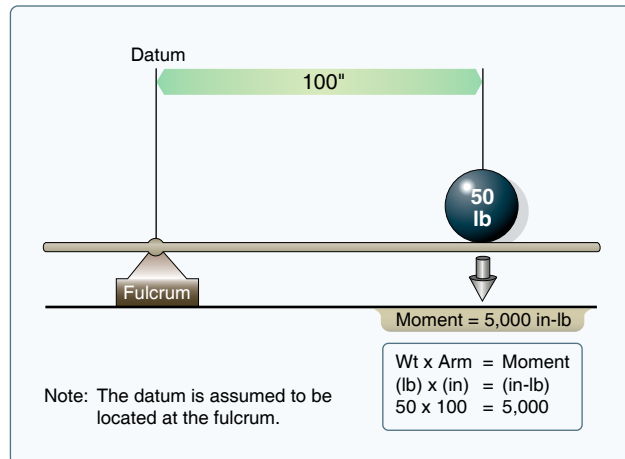 Datum
100"
50
lb
Fulcrum
Moment = 5,000 in-lb
Wt x Arm = Moment
(lb) x (in) = (in-lb)
50 x 100 = 5,000
Note: The datum is assumed to be
located at the fulcrum.